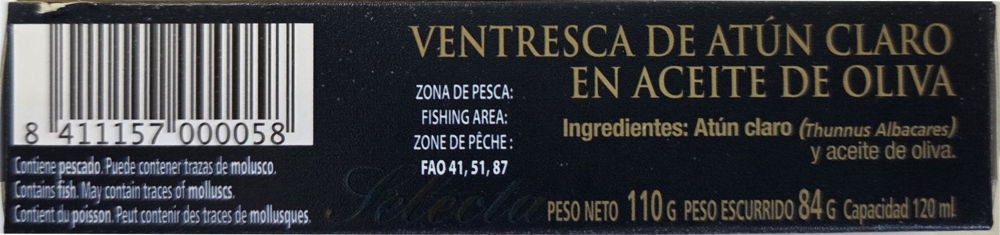 8 411157 000058
Contiene pescado. Puede contener trazas de molusco.
Contains fish. May contain traces of molluscs.
Contient du poisson. Peut contenir des traces de mollusques.
VENTRESCA DE ATÚN CLARO
EN ACEITE DE OLIVA
ZONA DE PESCA:
FISHING AREA:
ZONE DE PÊCHE :
FAO 41, 51, 87
Ingredientes: Atún claro (Thunnus Albacares)
y aceite de oliva.
Selecta
PESO NETO 110 G PESO ESCURRIDO 84 G Capacidad 120 ml